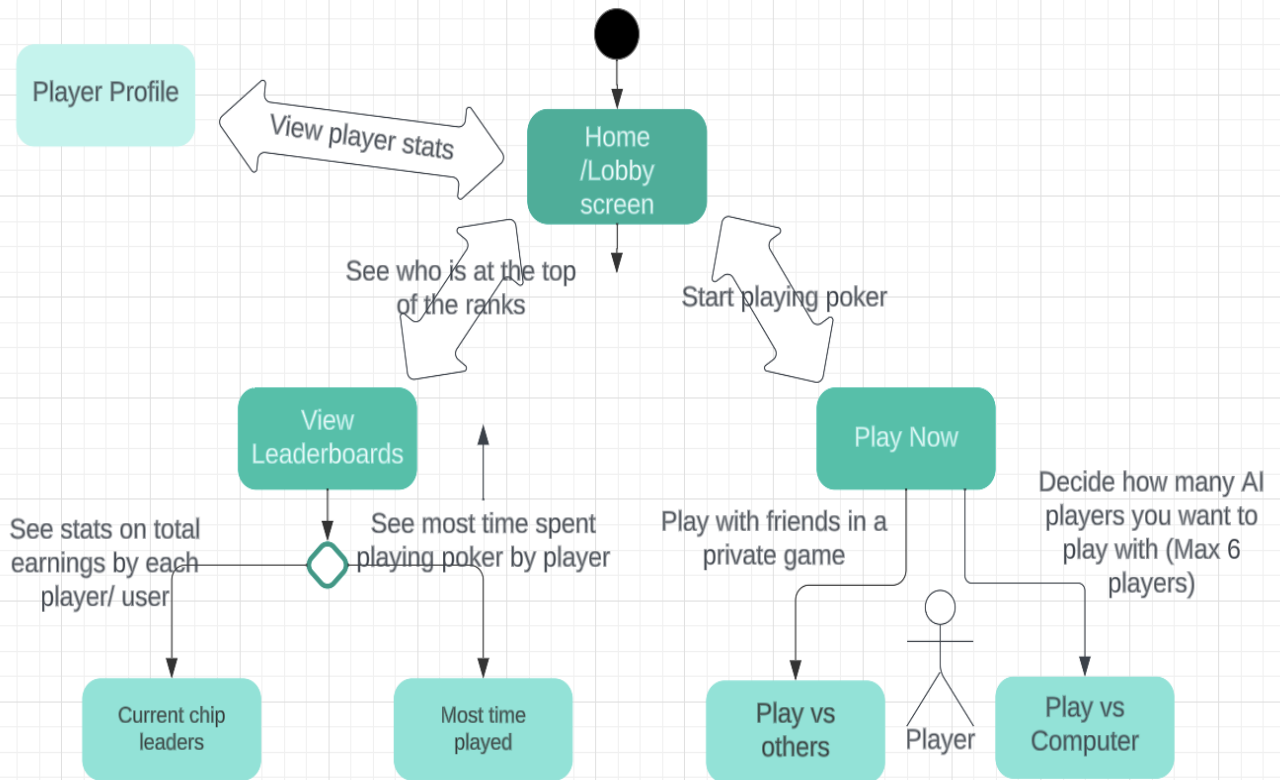 Player Profile
View player stats
Home
/Lobby
screen
See who is at the top
of the ranks
Start playing poker
View
Leaderboards
Play Now
See stats on total
earnings by each
player/ user
See most time spent
playing poker by player
Play with friends in a
private game
Decide how many AI
players you want to
play with (Max 6
players)
Current chip
leaders
Most time
played
Play vs
others
Player
Play vs
Computer